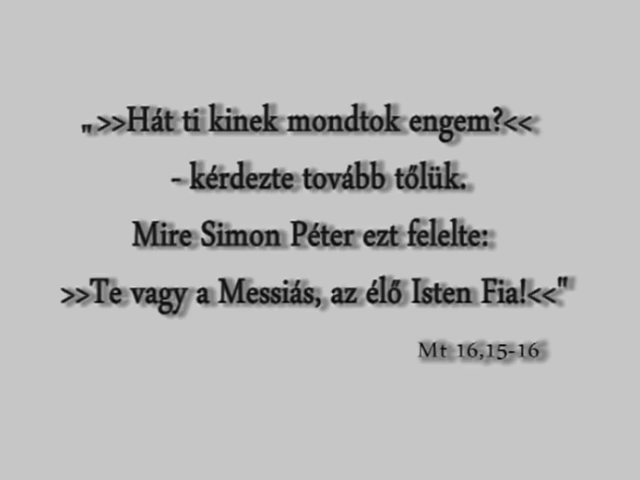 „>>Hát ti kinek mondtok engem?<<
- kérdezte tovább tőlük.
Mire Simon Péter ezt felelte:
>>Te vagy a Messiás, az élő Isten Fia!<<"
Mt 16,15-16